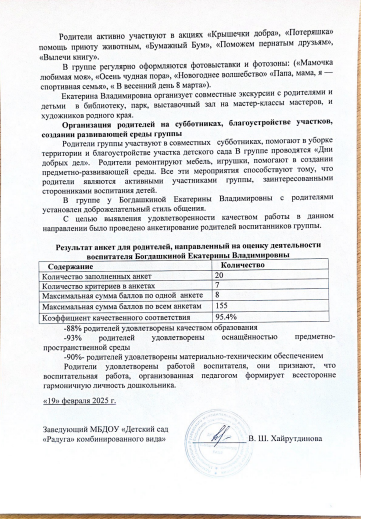 Родители активно участвуют в акциях «Крышечки добра», «Потеряшка»
помощь приюту животным, «Бумажный Бум», «Поможем пернатым друзьям»,
«Вылечи книгу».
В группе регулярно оформляются фотовыставки и фотозоны: («Мамочка
любимая моя», «Осень чудная пора», «Новогоднее волшебство» «Папа, мама, я —
спортивная семья», « В весенний день 8 марта»).
Екатерина Владимировна организует совместные экскурсии с родителями и
детьми в библиотеку, парк, выставочный зал на мастер-классы мастеров, и
художников родного края.
Организация родителей на субботниках, благоустройстве участков,
создании развивающей среды группы
Родители группы участвуют в совместных субботниках, помогают в уборке
территории и благоустройстве участка детского сада В группе проводятся «Дни
добрых дел». Родители ремонтируют мебель, игрушки, помогают в создании
предметно-развивающей среды. Все эти мероприятия способствуют тому, что
родители являются активными участниками группы, заинтересованными
сторонниками воспитания детей.
В группе у Богдашкиной Екатерины Владимировны с родителями
установлен доброжелательный стиль общения.
С целью выявления удовлетворенности качеством работы в данном
направлении было проведено анкетирование родителей воспитанников группы.
Результат анкет для родителей, направленный на оценку деятельности
воспитателя Богдашкиной Екатерины Владимировны
Содержание Количество
Количество заполненных анкет 20
Количество критериев в анкетах 7
Максимальная сумма баллов по одной анкете 8
Максимальная сумма баллов по всем анкетам 155
Коэффициент качественного соответствия 95.4%
-88% родителей удовлетворены качеством образования
-93% родителей удовлетворены оснащённостью предметно-
пространственной среды
-90%- родителей удовлетворены материально-техническим обеспечением
Родители удовлетворены работой воспитателя, они признают, что
воспитательная работа, организованная педагогом формирует всесторонне
гармоничную личность дошкольника.
«19» февраля 2025 г.
Заведующий МБДОУ «Детский сад
«Радуга» комбинированного вида» В. Ш. Хайрутдинова